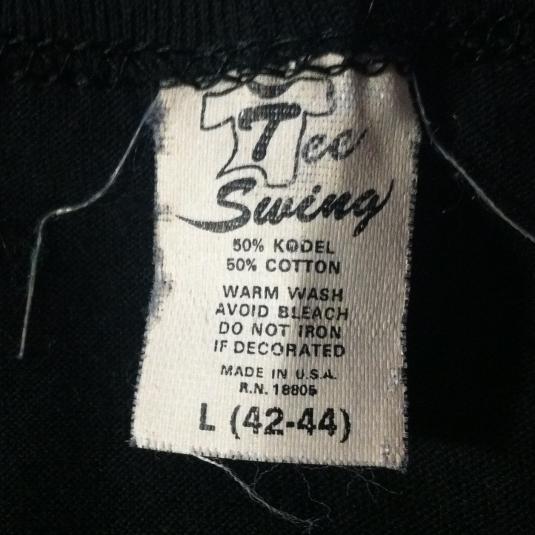 Tee
Swing
50% KODEL
50% COTTON
WARM WASH
AVOID BLEACH
DO NOT IRON
IF DECORATED
MADE IN U.S.A.
R.N. 18805
L (42-44)